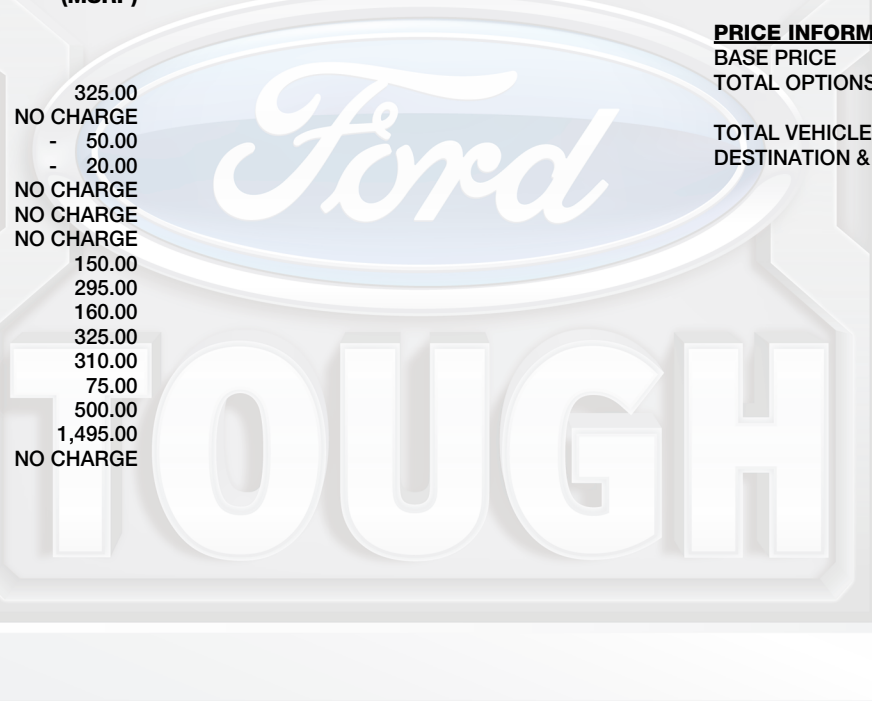 (MSRP)
325.00
NO CHARGE
- 50.00
- 20.00
NO CHARGE
NO CHARGE
NO CHARGE
150.00
295.00
160.00
325.00
310.00
75.00
500.00
1,495.00
NO CHARGE
PRICE INFORM
BASE PRICE
TOTAL OPTIONS
TOTAL VEHICLE
DESTINATION &
Ford
TOUGH